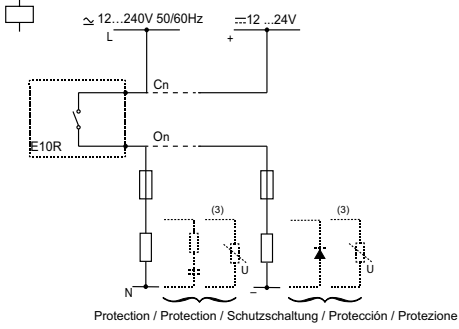 ≃ 12...240V 50/60Hz
⎓12 ...24V
L
+
Cn
E10R
On
(3)
(3)
U
U
N
–
Protection / Protection / Schutzschaltung / Protección / Protezione